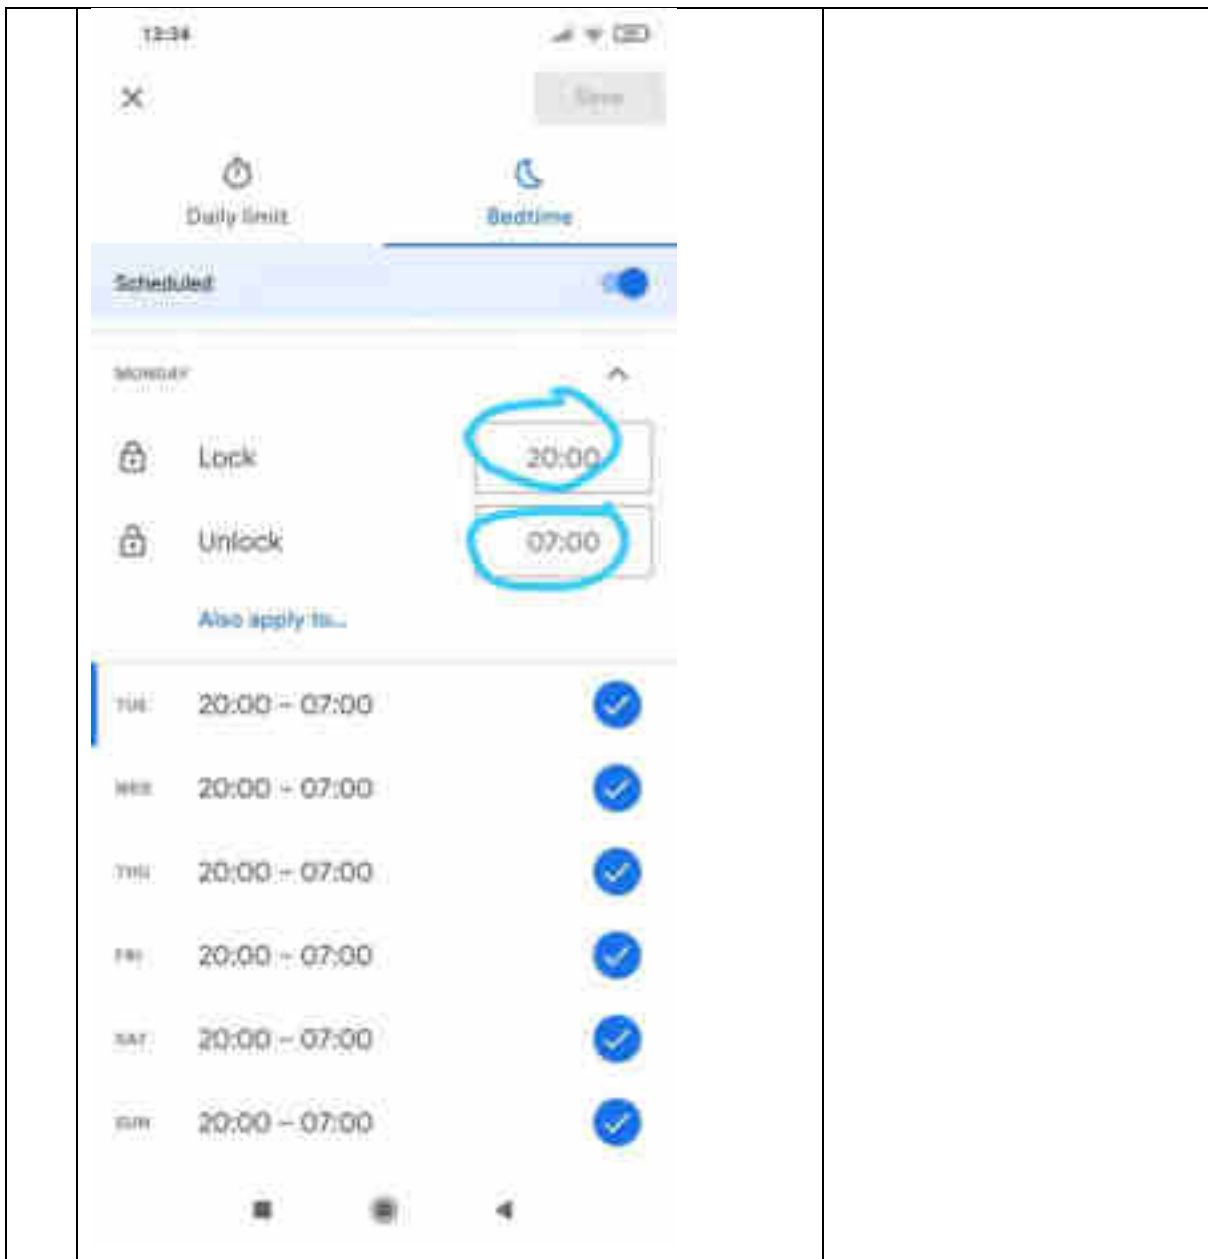 13:34
Save
Daily limit
Bedtime
Scheduled
MONDAY
Lock 20:00
Unlock 07:00
Also apply to...
TUE 20:00 – 07:00
WED 20:00 – 07:00
THU 20:00 – 07:00
FRI 20:00 – 07:00
SAT 20:00 – 07:00
SUN 20:00 – 07:00